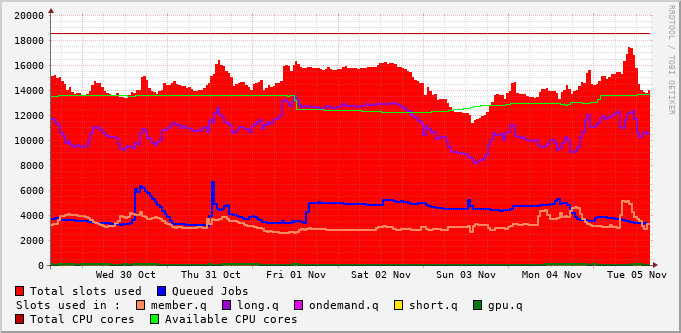 20000
18000
16000
14000
12000
10000
8000
6000
4000
2000
0
Wed 30 Oct Thu 31 Oct Fri 01 Nov Sat 02 Nov Sun 03 Nov Mon 04 Nov Tue 05 Nov
Total slots used Queued Jobs
Slots used in : member.q long.q ondemand.q short.q gpu.q
Total CPU cores Available CPU cores
RRDTOOL / TOBI OETIKER